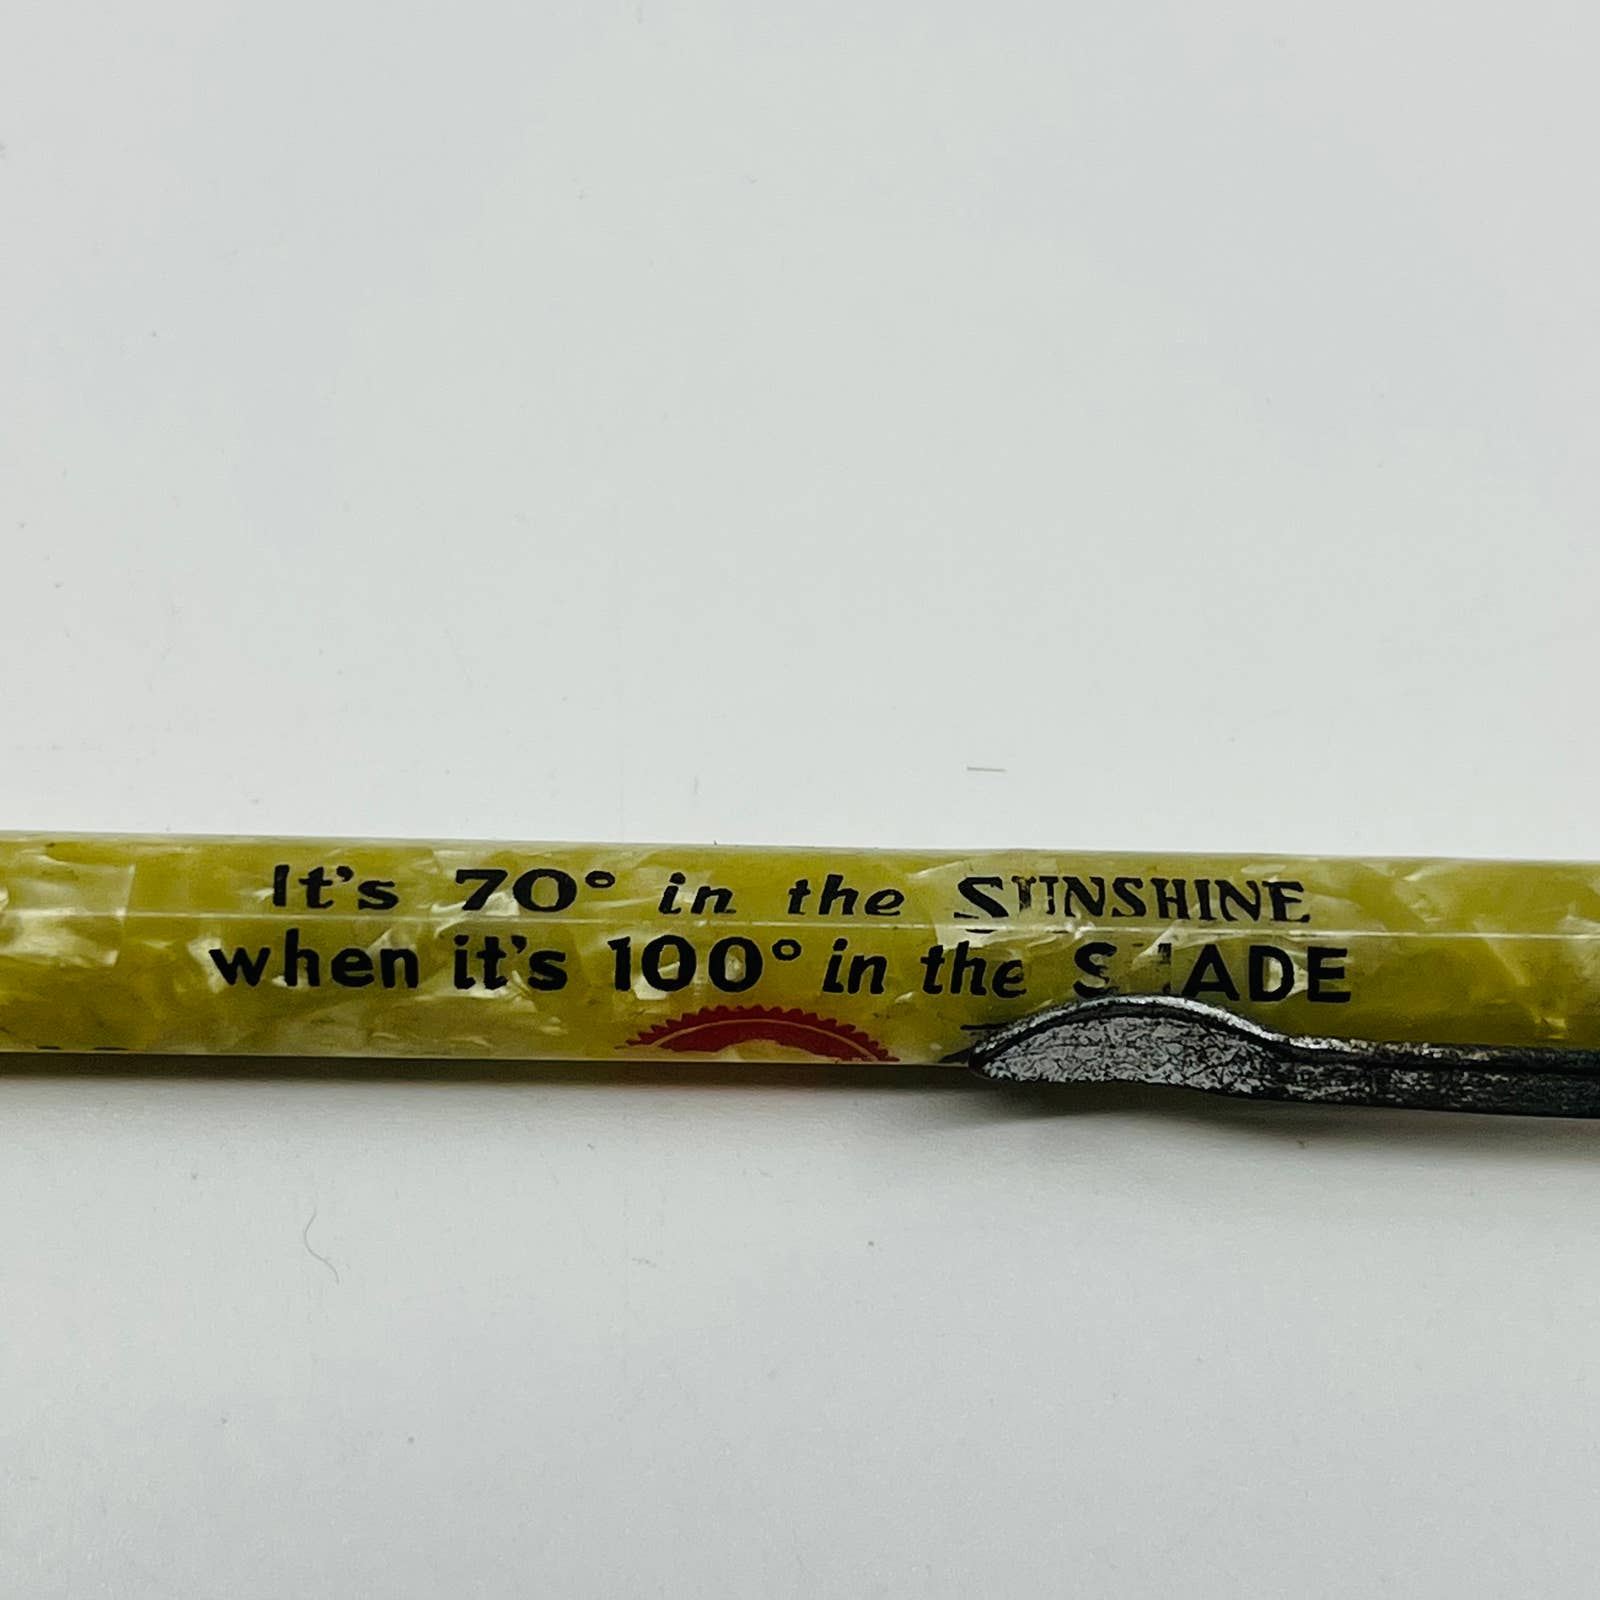 It's 70° in the SUNSHINE
when it's 100° in the SHADE